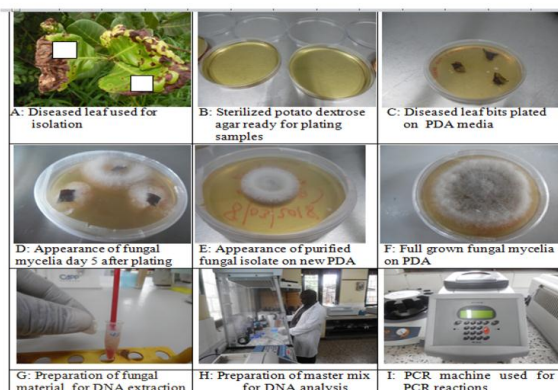 A: Diseased leaf used for
isolation
B: Sterilized potato dextrose
agar ready for plating
samples
C: Diseased leaf bits plated
on PDA media
D: Appearance of fungal
mycelia day 5 after plating
E: Appearance of purified
fungal isolate on new PDA
F: Full grown fungal mycelia
on PDA
G: Preparation of fungal
material for DNA extraction
H: Preparation of master mix
for DNA analysis
I: PCR machine used for
PCR reactions